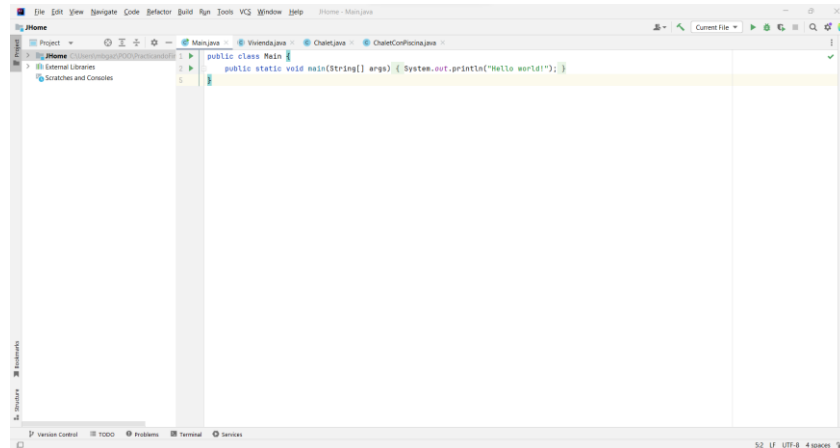 File Edit View Navigate Code Refactor Build Run Tools VCS Window Help JHome - Main.java
JHome
Current File
Project
Main.java Vivienda.java Chalet.java ChaletConPiscina.java
JHome
External Libraries
Scratches and Consoles
1 public class Main {
2 public static void main(String[] args) { System.out.println("Hello world!"); }
5 }
Project
Bookmarks
Structure
Version Control TODO Problems Terminal Services
5:2 LF UTF-8 4 spaces